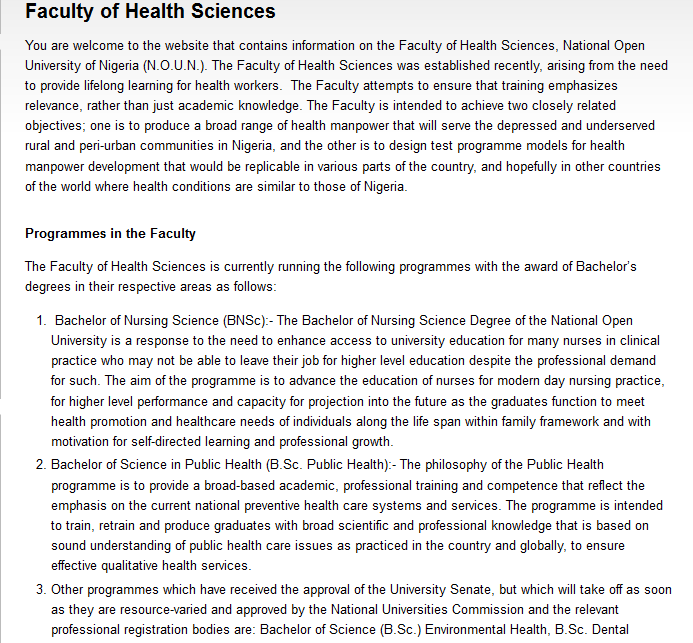 Faculty of Health Sciences
You are welcome to the website that contains information on the Faculty of Health Sciences, National Open
University of Nigeria (N.O.U.N.). The Faculty of Health Sciences was established recently, arising from the need
to provide lifelong learning for health workers.  The Faculty attempts to ensure that training emphasizes
relevance, rather than just academic knowledge. The Faculty is intended to achieve two closely related
objectives; one is to produce a broad range of health manpower that will serve the depressed and underserved
rural and peri-urban communities in Nigeria, and the other is to design test programme models for health
manpower development that would be replicable in various parts of the country, and hopefully in other countries
of the world where health conditions are similar to those of Nigeria.
Programmes in the Faculty
The Faculty of Health Sciences is currently running the following programmes with the award of Bachelor's
degrees in their respective areas as follows:
1.  Bachelor of Nursing Science (BNSc):- The Bachelor of Nursing Science Degree of the National Open
University is a response to the need to enhance access to university education for many nurses in clinical
practice who may not be able to leave their job for higher level education despite the professional demand
for such. The aim of the programme is to advance the education of nurses for modern day nursing practice,
for higher level performance and capacity for projection into the future as the graduates function to meet
health promotion and healthcare needs of individuals along the life span within family framework and with
motivation for self-directed learning and professional growth.
2. Bachelor of Science in Public Health (B.Sc. Public Health):- The philosophy of the Public Health
programme is to provide a broad-based academic, professional training and competence that reflect the
emphasis on the current national preventive health care systems and services. The programme is intended
to train, retrain and produce graduates with broad scientific and professional knowledge that is based on
sound understanding of public health care issues as practiced in the country and globally, to ensure
effective qualitative health services.
3. Other programmes which have received the approval of the University Senate, but which will take off as soon
as they are resource-varied and approved by the National Universities Commission and the relevant
professional registration bodies are: Bachelor of Science (B.Sc.) Environmental Health, B.Sc. Dental